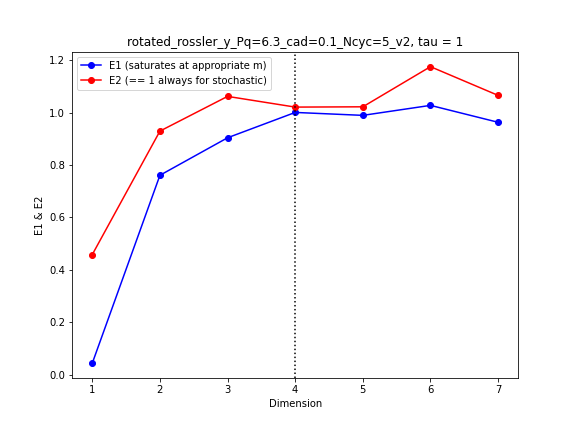 rotated_rossler_y_Pq=6.3_cad=0.1_Ncyc=5_v2, tau = 1
E1 (saturates at appropriate m)
E2 (== 1 always for stochastic)
1.2
1.0
0.8
0.6
0.4
0.2
0.0
E1 & E2
1 2 3 4 5 6 7
Dimension